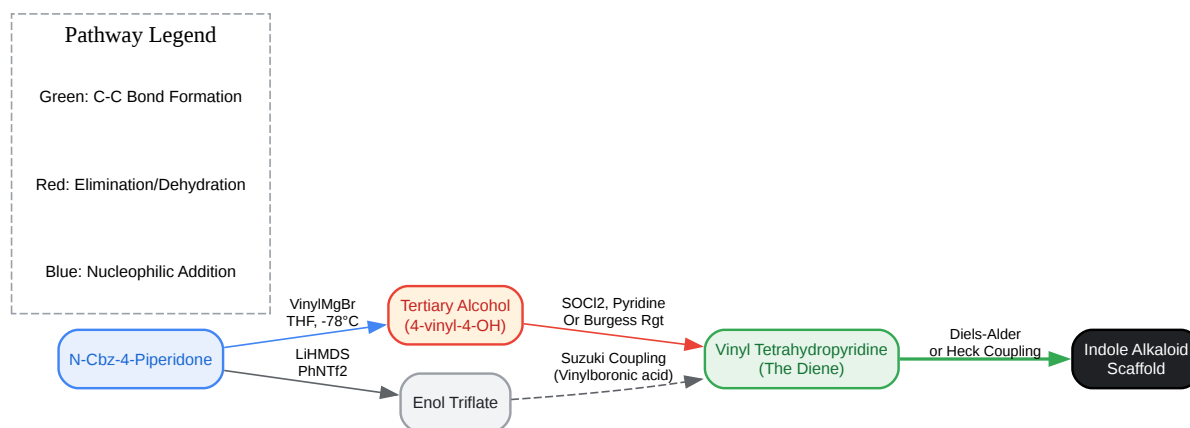 Pathway Legend
Green: C-C Bond Formation
Red: Elimination/Dehydration
Blue: Nucleophilic Addition
N-Cbz-4-Piperidone
VinylMgBr
THF, -78°C
LiHMDS
PhNTf2
Tertiary Alcohol
(4-vinyl-4-OH)
Enol Triflate
SOCl2, Pyridine
Or Burgess Rgt
Suzuki Coupling
(Vinylboronic acid)
Vinyl Tetrahydropyridine
(The Diene)
Diels-Alder
or Heck Coupling
Indole Alkaloid
Scaffold